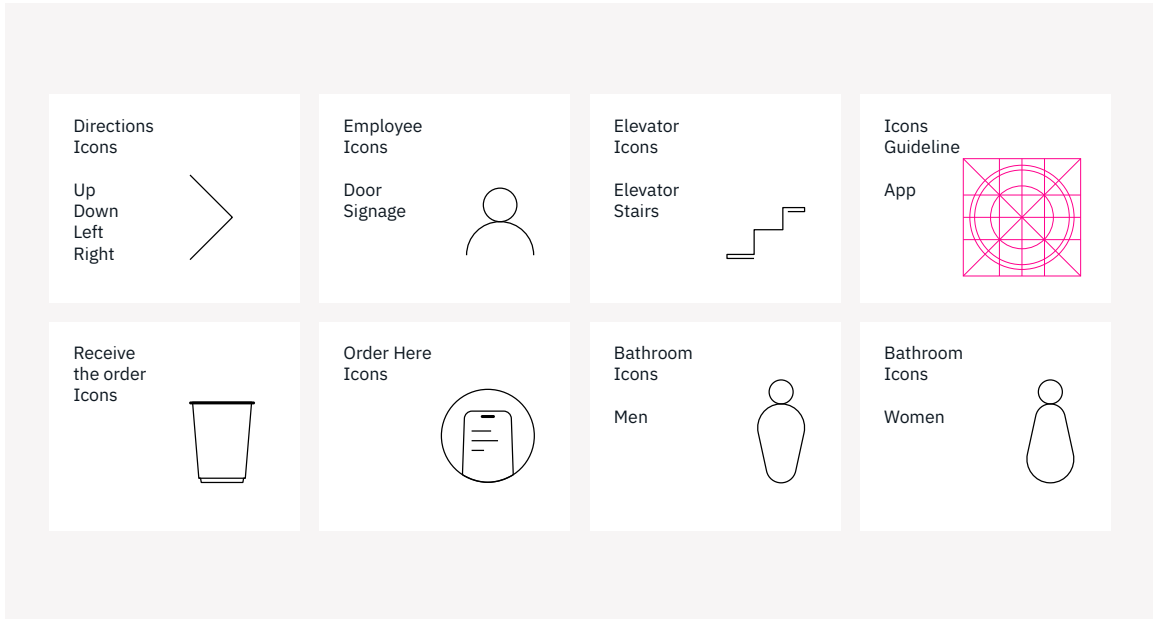 Directions
Icons
Up
Down
Left
Right
Employee
Icons
Door
Signage
Elevator
Icons
Elevator
Stairs
Icons
Guideline
App
Receive
the order
Icons
Order Here
Icons
Bathroom
Icons
Men
Bathroom
Icons
Women